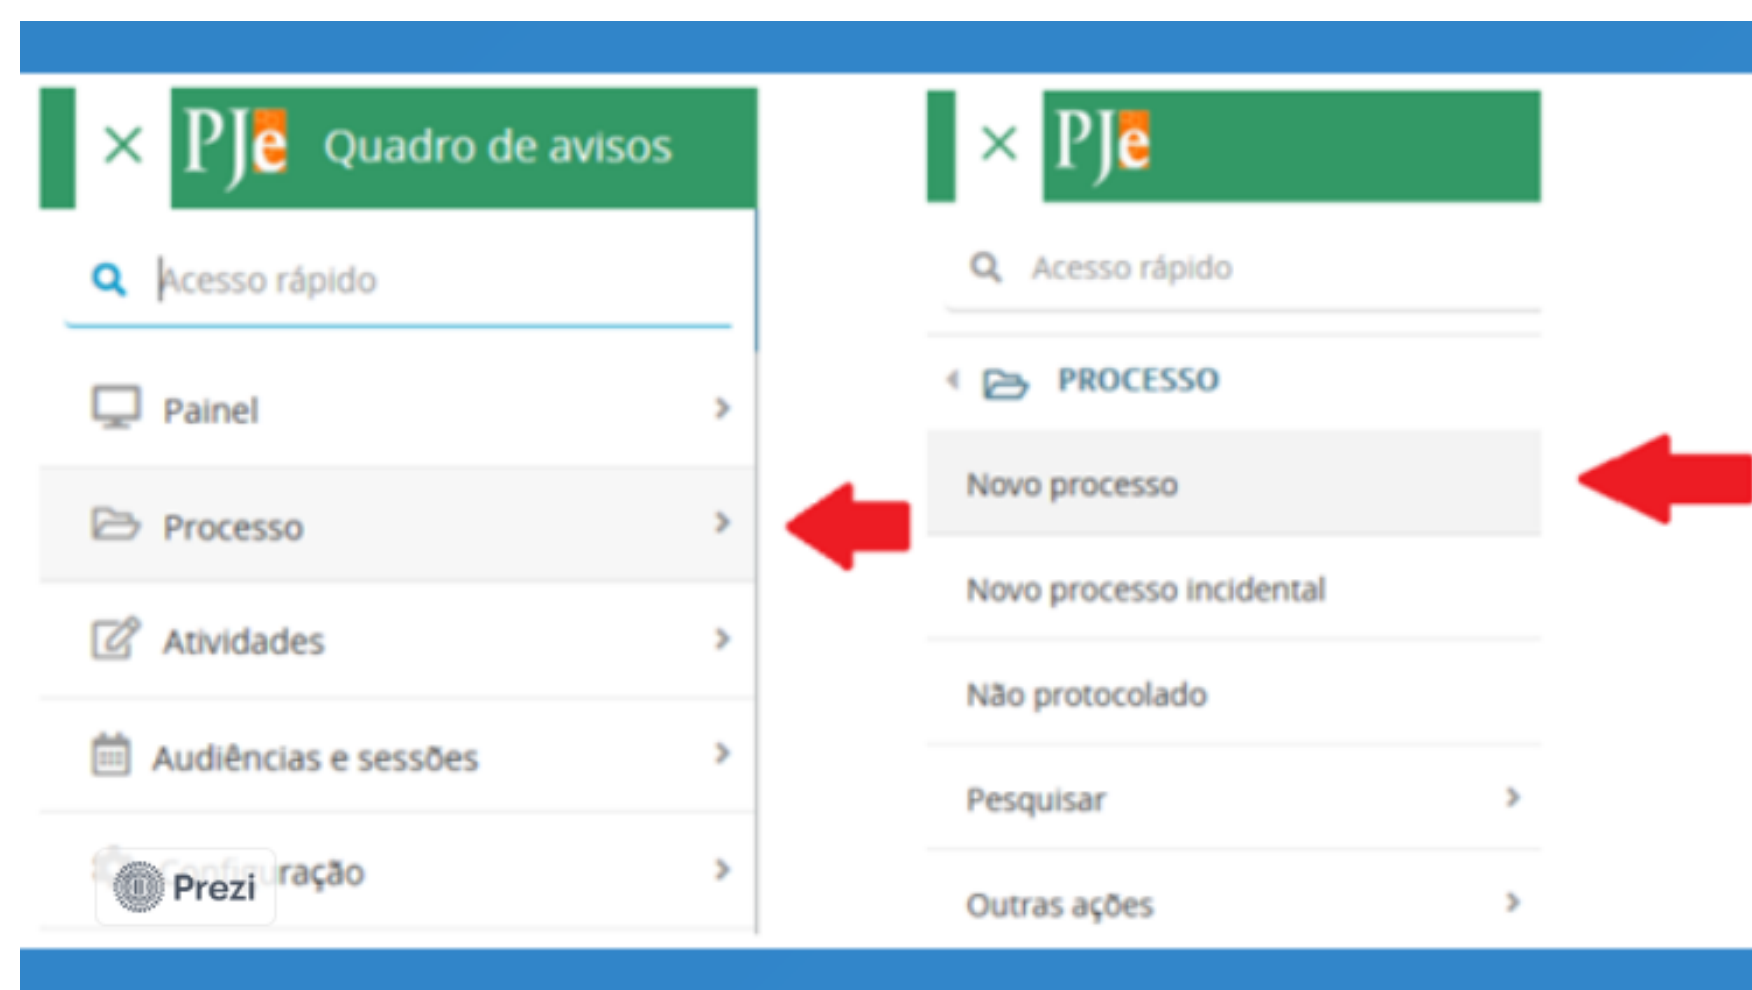 PJe Quadro de avisos
Acesso rápido
Painel
Processo
Atividades
Audiências e sessões
Configuração
Prezi
PJe
Acesso rápido
PROCESSO
Novo processo
Novo processo incidental
Não protocolado
Pesquisar
Outras ações